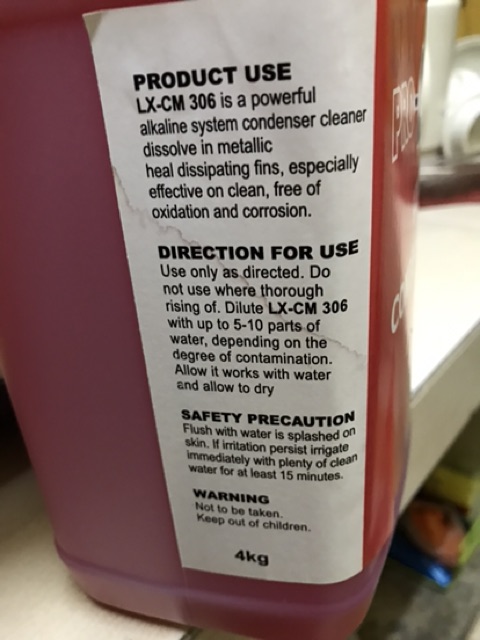 PRODUCT USE
LX-CM 306 is a powerful
alkaline system condenser cleaner
dissolve in metallic
heal dissipating fins, especially
effective on clean, free of
oxidation and corrosion.
DIRECTION FOR USE
Use only as directed. Do
not use where thorough
rising of. Dilute LX-CM 306
with up to 5-10 parts of
water, depending on the
degree of contamination.
Allow it works with water
and allow to dry
SAFETY PRECAUTION
Flush with water is splashed on
skin. If irritation persist irrigate
immediately with plenty of clean
water for at least 15 minutes.
WARNING
Not to be taken.
Keep out of children.
4kg